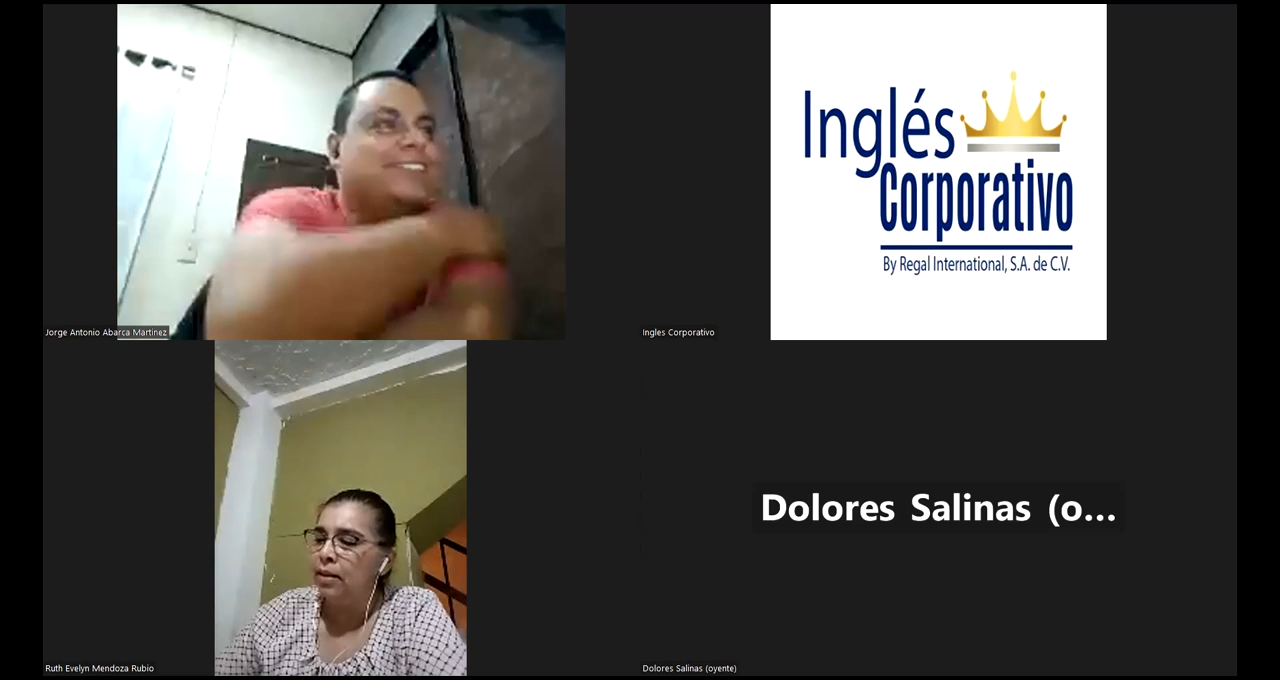 Inglés
Corporativo
By Regal International, S.A. de C.V.
Jorge Antonio Abarca Martinez
Ingles Corporativo
Dolores Salinas (o...
Ruth Evelyn Mendoza Rubio
Dolores Salinas (oyente)